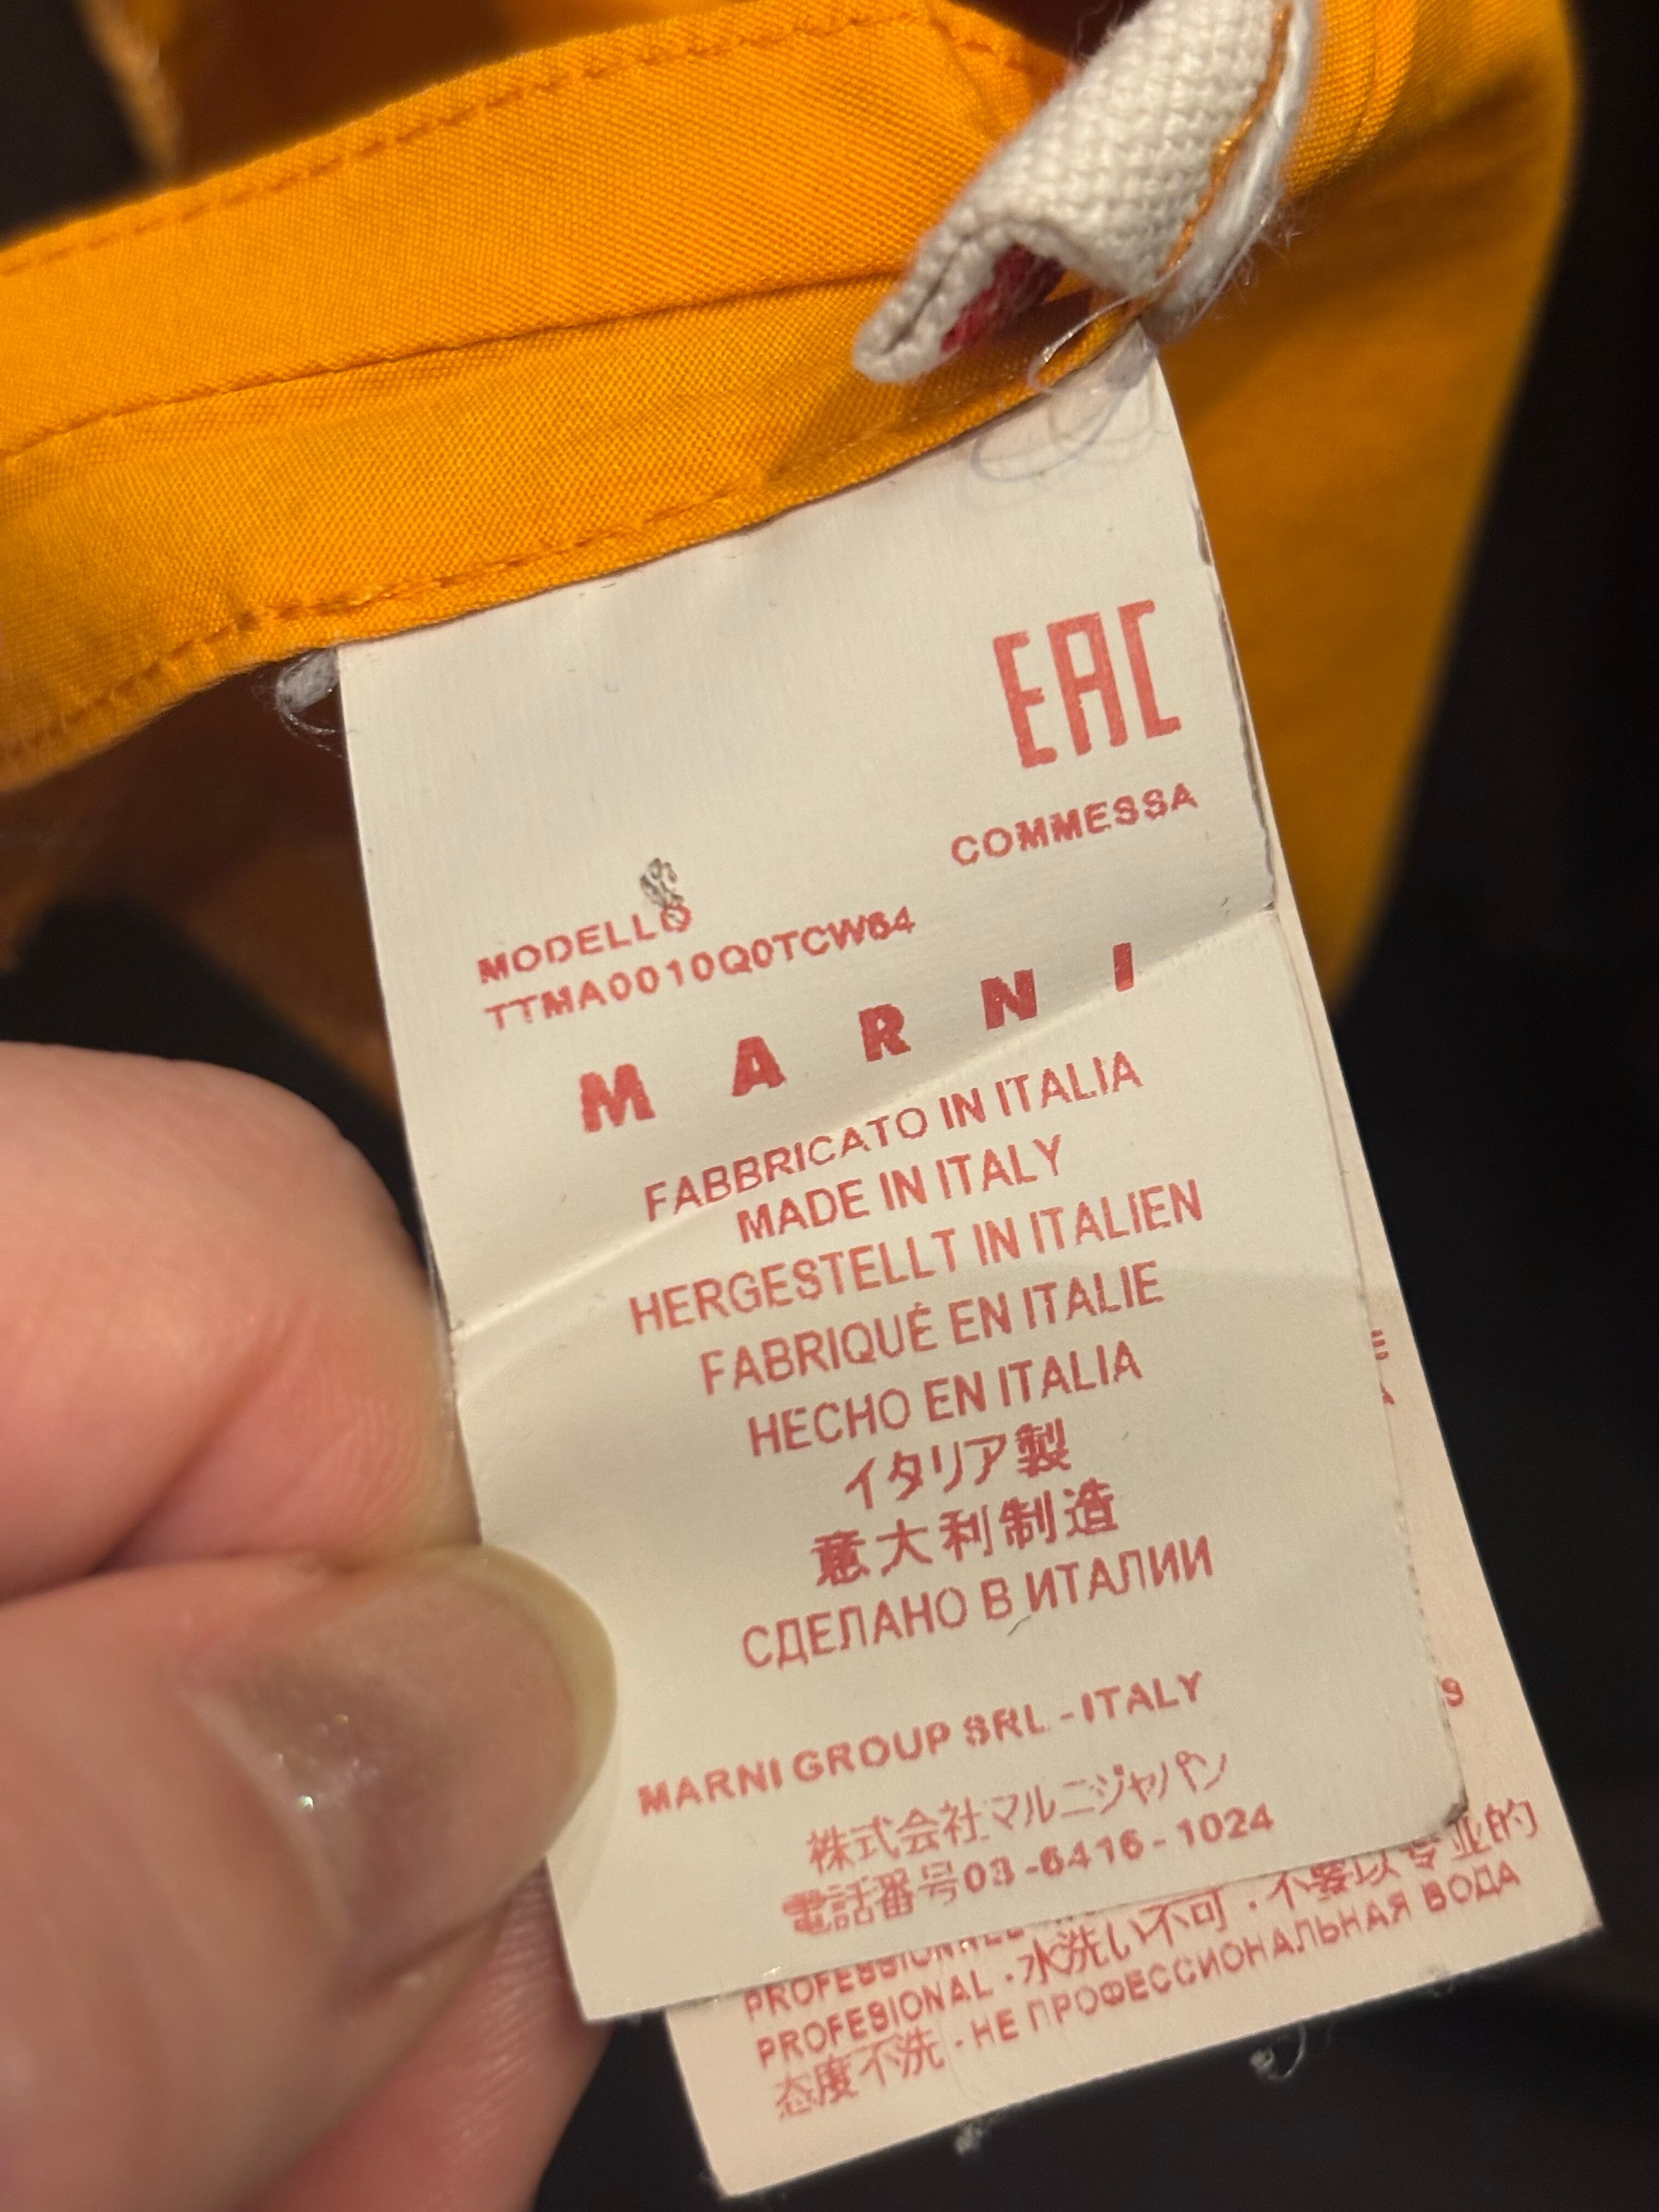 EAC
COMMESSA
MODELLO
TTMA0010Q0TCW64
MARNI
FABBRICATO IN ITALIA
MADE IN ITALY
HERGESTELLT IN ITALIEN
FABRIQUÉ EN ITALIE
HECHO EN ITALIA
イタリア製
意大利制造
СДЕЛАНО В ИТАЛИИ
MARNI GROUP SRL - ITALY
株式会社マルニジャパン
電話番号03-6416-1024
水洗い不可・不要以专业的
PROFESIONAL・
态度不洗・НЕ ПРОФЕССИОНАЛЬНАЯ ВОДА